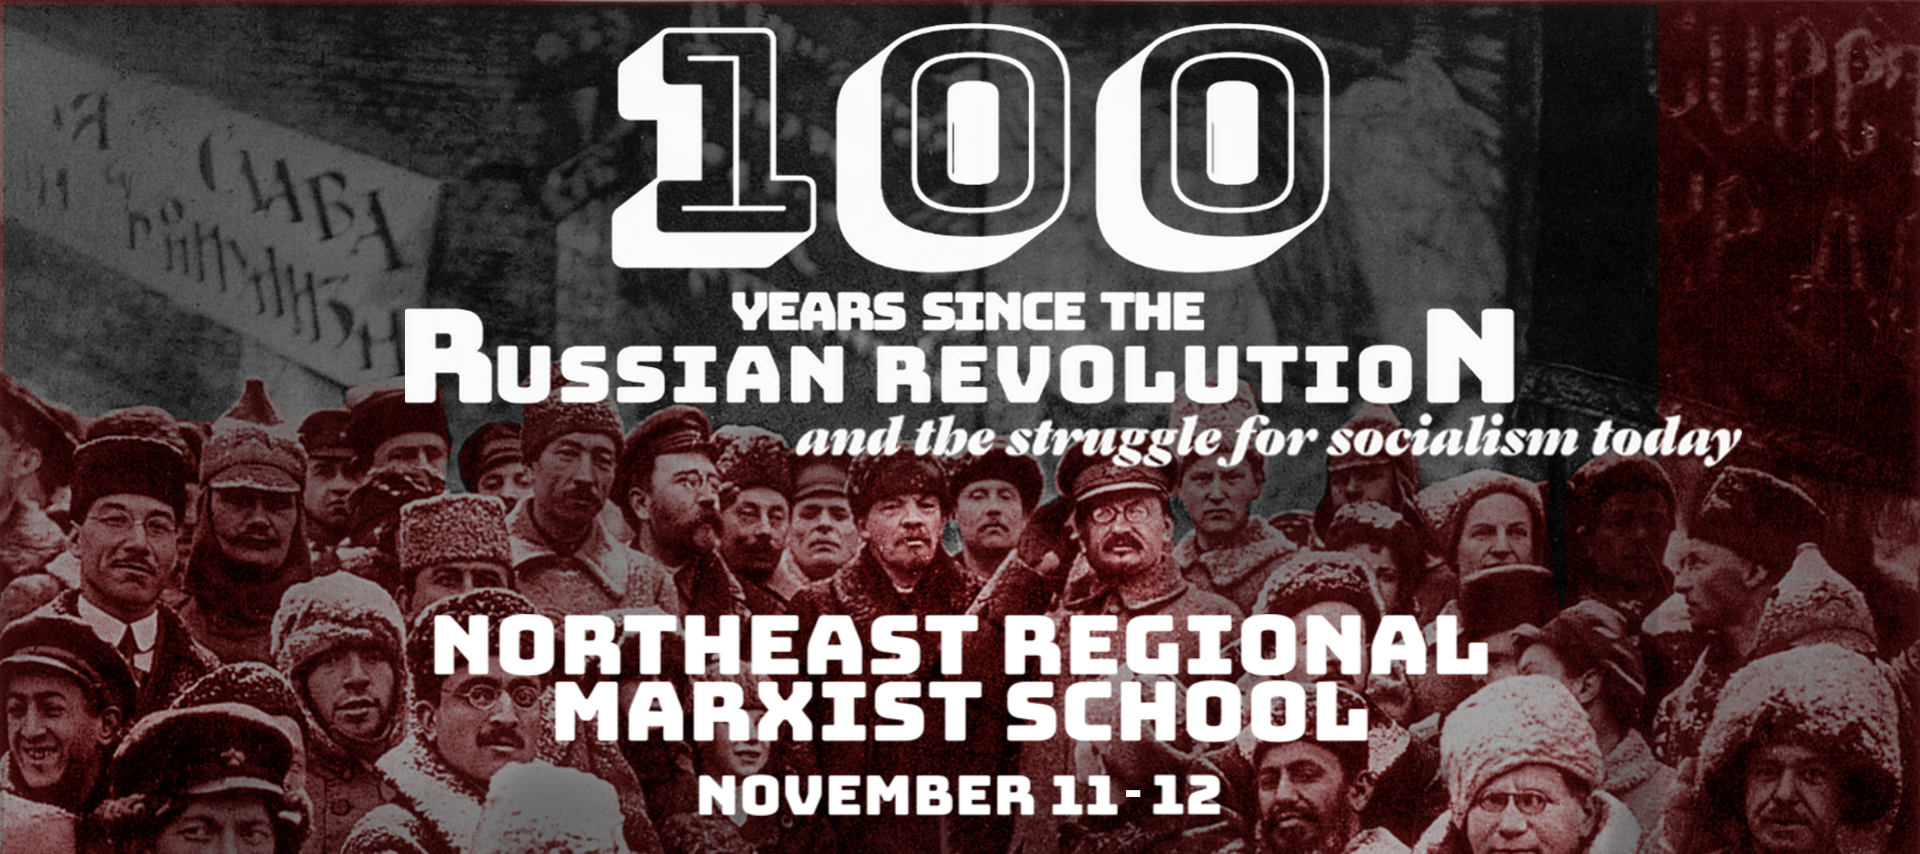 100
YEARS SINCE THE
RUSSIAN REVOLUTION
and the struggle for socialism today
NORTHEAST REGIONAL
MARXIST SCHOOL
NOVEMBER 11-12